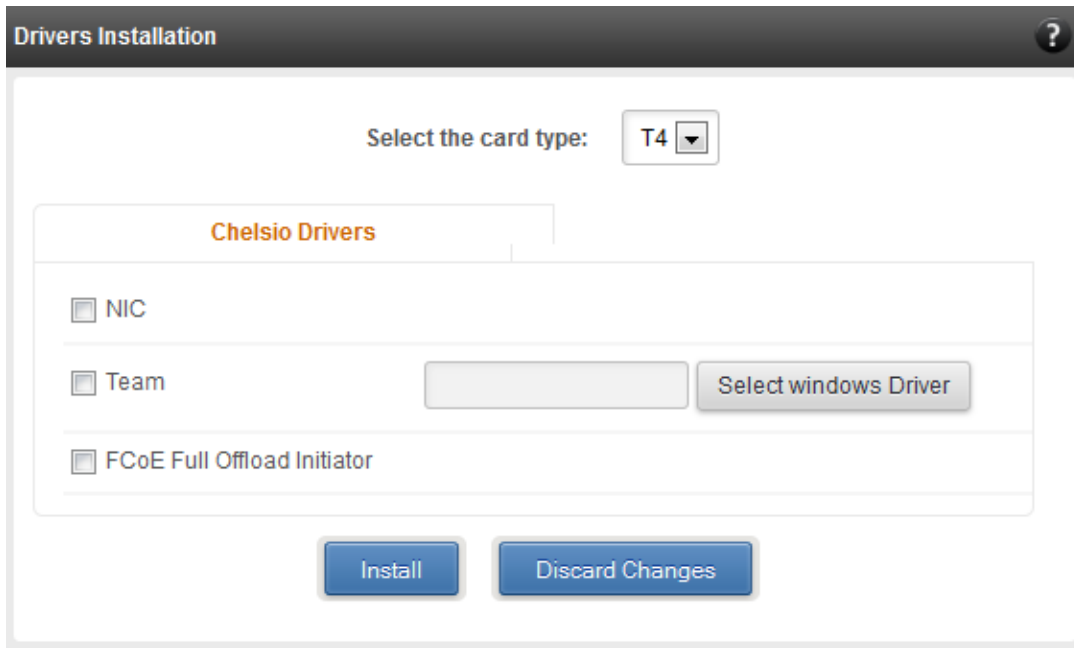 Drivers Installation ?
Select the card type: T4
Chelsio Drivers
NIC
Team Select windows Driver
FCoE Full Offload Initiator
Install Discard Changes